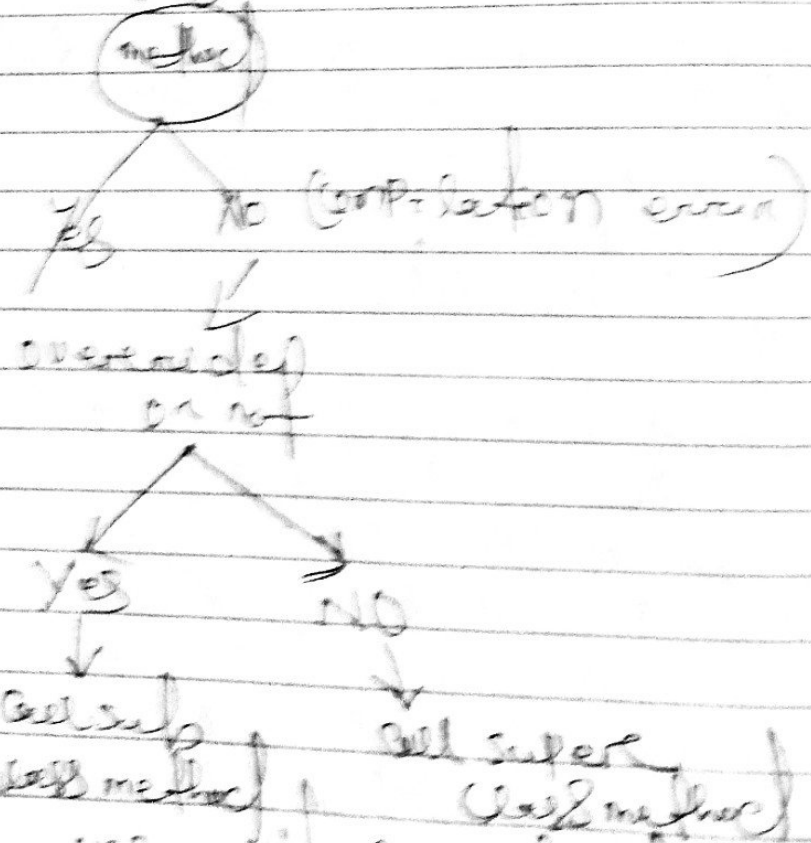 method
Yes No (compilation error)
overrided
or not
Yes
NO
Call sub Call super
class method class method